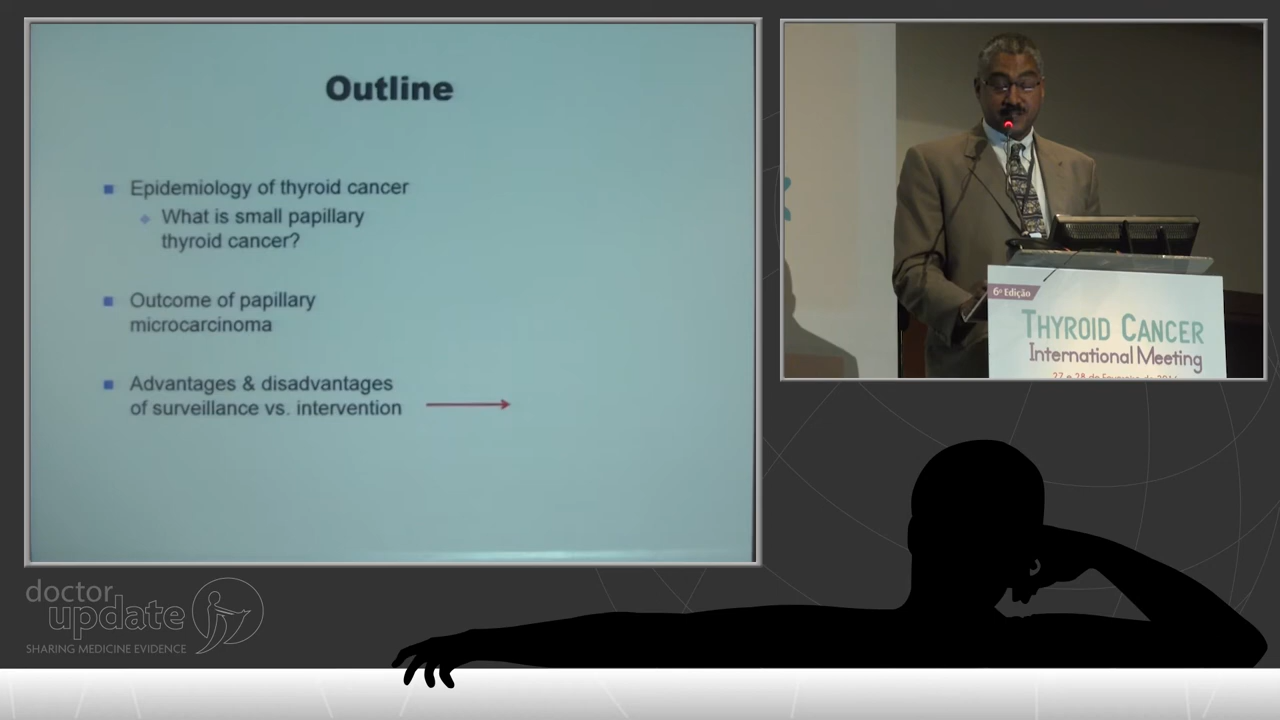 Outline
Epidemiology of thyroid cancer
What is small papillary
thyroid cancer?
Outcome of papillary
microcarcinoma
Advantages & disadvantages
of surveillance vs. intervention
6ª Edição
THYROID CANCER
International Meeting
doctor
update
SHARING MEDICINE EVIDENCE